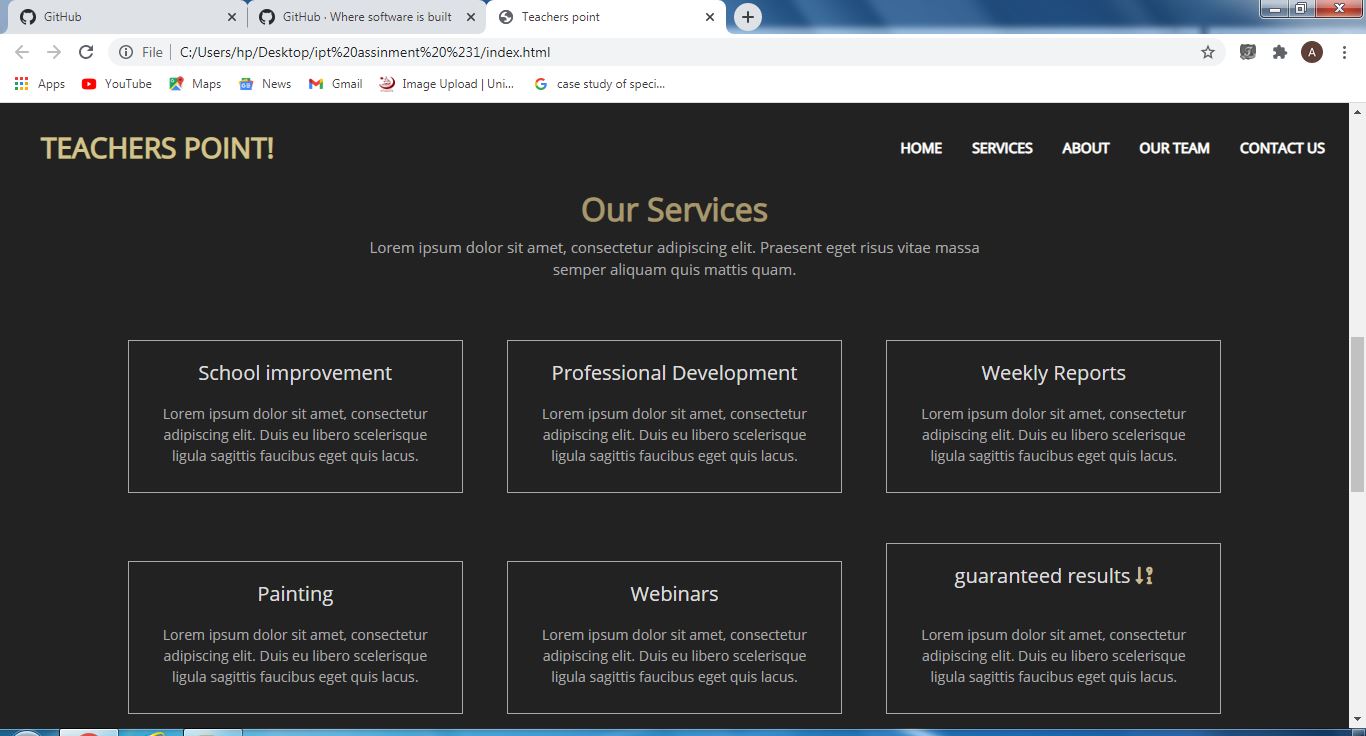 GitHub
GitHub · Where software is built
Teachers point
File
C:/Users/hp/Desktop/ipt%20assinment%20%231/index.html
A
Apps
YouTube
Maps
News
Gmail
Image Upload | Uni...
case study of speci...
TEACHERS POINT!
HOME
SERVICES
ABOUT
OUR TEAM
CONTACT US
Our Services
Lorem ipsum dolor sit amet, consectetur adipiscing elit. Praesent eget risus vitae massa
semper aliquam quis mattis quam.
School improvement
Lorem ipsum dolor sit amet, consectetur
adipiscing elit. Duis eu libero scelerisque
ligula sagittis faucibus eget quis lacus.
Professional Development
Lorem ipsum dolor sit amet, consectetur
adipiscing elit. Duis eu libero scelerisque
ligula sagittis faucibus eget quis lacus.
Weekly Reports
Lorem ipsum dolor sit amet, consectetur
adipiscing elit. Duis eu libero scelerisque
ligula sagittis faucibus eget quis lacus.
Painting
Lorem ipsum dolor sit amet, consectetur
adipiscing elit. Duis eu libero scelerisque
ligula sagittis faucibus eget quis lacus.
Webinars
Lorem ipsum dolor sit amet, consectetur
adipiscing elit. Duis eu libero scelerisque
ligula sagittis faucibus eget quis lacus.
guaranteed results
Lorem ipsum dolor sit amet, consectetur
adipiscing elit. Duis eu libero scelerisque
ligula sagittis faucibus eget quis lacus.